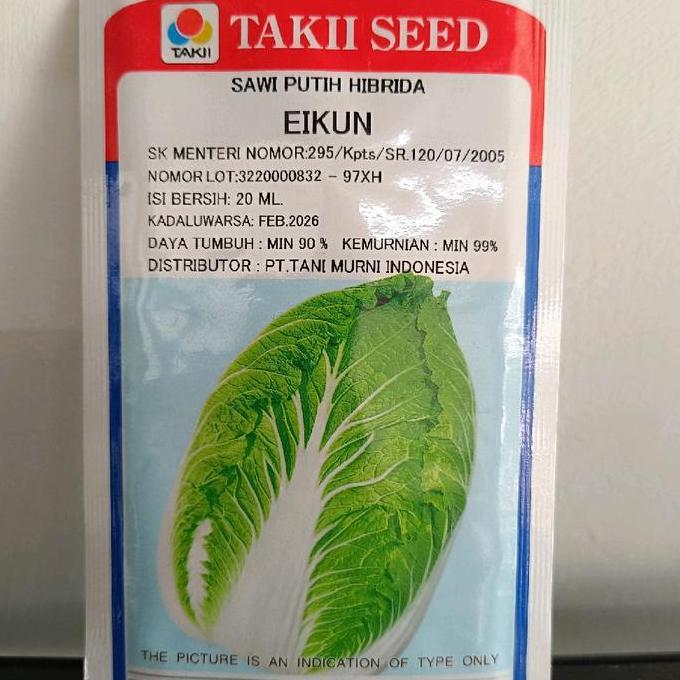 TAKII
TAKII SEED
SAWI PUTIH HIBRIDA
EIKUN
SK MENTERI NOMOR:295/Kpts/SR.120/07/2005
NOMOR LOT:3220000832 - 97XH
ISI BERSIH: 20 ML.
KADALUWARSA: FEB.2026
DAYA TUMBUH : MIN 90 % KEMURNIAN : MIN 99%
DISTRIBUTOR : PT.TANI MURNI INDONESIA
THE PICTURE IS AN INDICATION OF TYPE ONLY